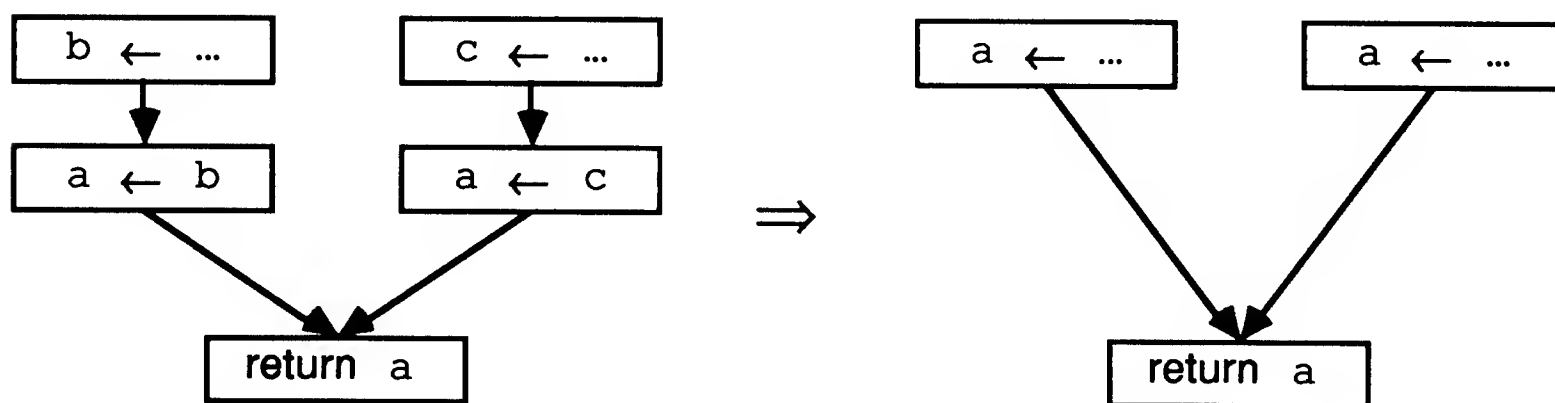 b ← …
c ← …
a ← b
a ← c
return a
⇒
a ← …
a ← …
return a